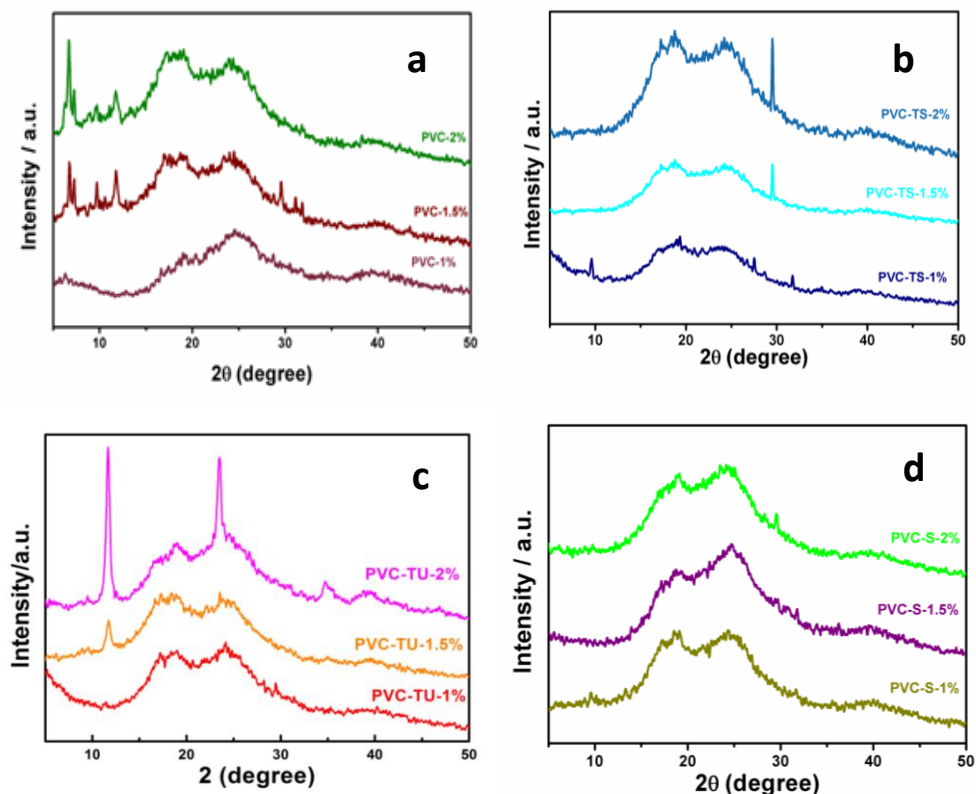 a
Intensity / a.u.
PVC-2%
PVC-1.5%
PVC-1%
10 20 30 40 50
2θ (degree)
b
Intensity / a.u.
PVC-TS-2%
PVC-TS-1.5%
PVC-TS-1%
10 20 30 40 50
2θ (degree)
c
Intensity/a.u.
PVC-TU-2%
PVC-TU-1.5%
PVC-TU-1%
10 20 30 40 50
2 (degree)
d
Intensity / a.u.
PVC-S-2%
PVC-S-1.5%
PVC-S-1%
10 20 30 40 50
2θ (degree)